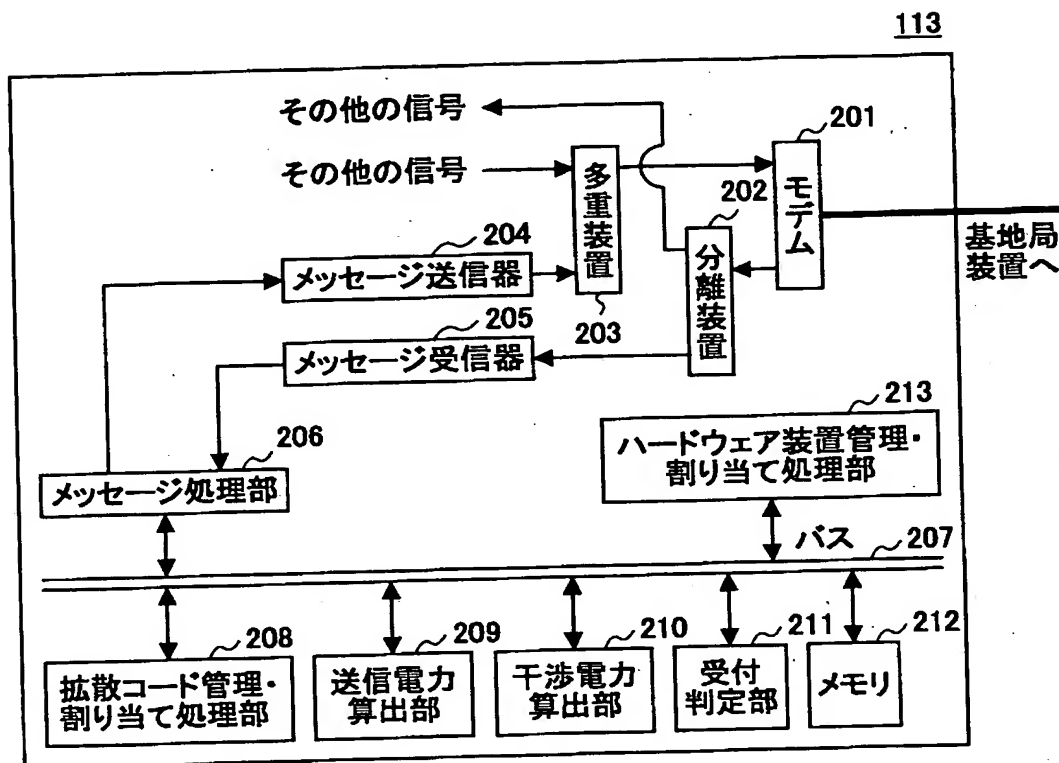 113
その他の信号
201
その他の信号
多重装置
202
モデム
204
メッセージ送信器
分離装置
基地局
装置へ
203
205
メッセージ受信器
213
ハードウェア装置管理・
割り当て処理部
206
メッセージ処理部
バス
207
208
拡散コード管理・
割り当て処理部
209
送信電力
算出部
210
干渉電力
算出部
211
受付
判定部
212
メモリ